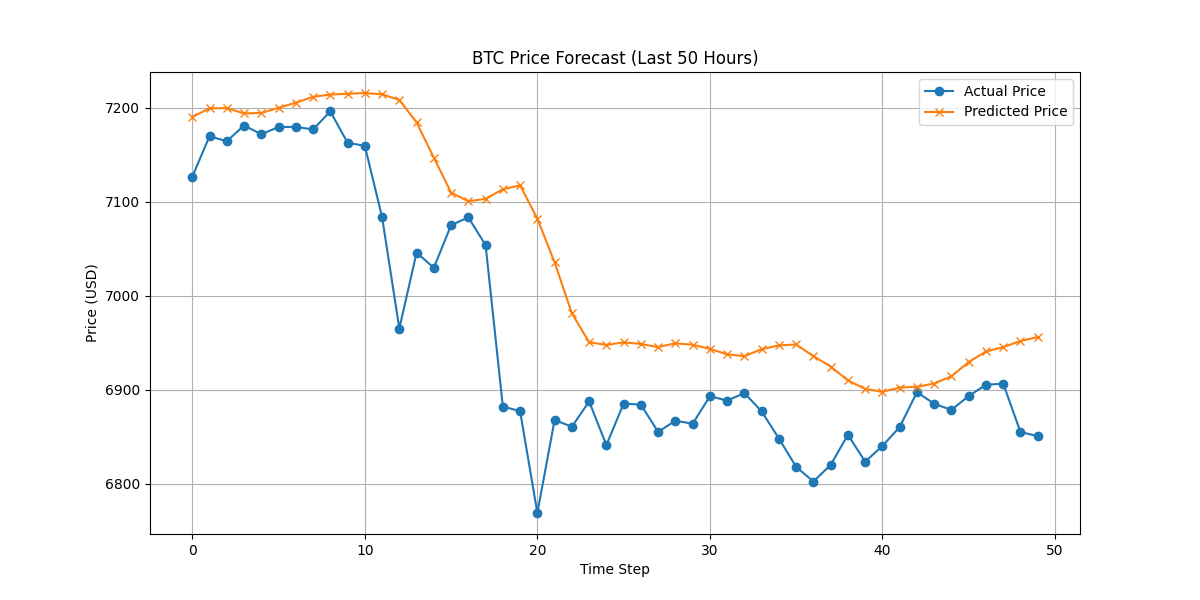 BTC Price Forecast (Last 50 Hours)
Actual Price
Predicted Price
Price (USD)
7200
7100
7000
6900
6800
0 10 20 30 40 50
Time Step